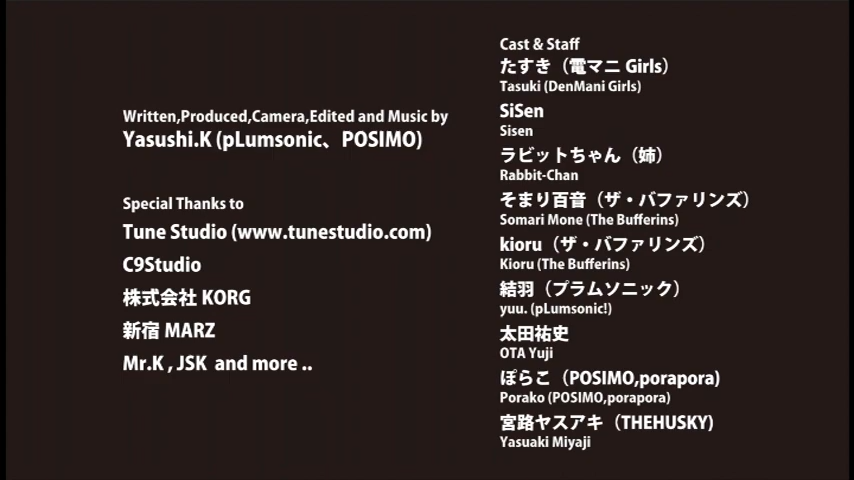 Written,Produced,Camera,Edited and Music by
Yasushi.K (pLumsonic、POSIMO)
Special Thanks to
Tune Studio (www.tunestudio.com)
C9Studio
株式会社 KORG
新宿 MARZ
Mr.K , JSK and more ..
Cast & Staff
たすき（電マニ Girls）
Tasuki (DenMani Girls)
SiSen
Sisen
ラビットちゃん（姉）
Rabbit-Chan
そまり百音（ザ・バファリンズ）
Somari Mone (The Bufferins)
kioru（ザ・バファリンズ）
Kioru (The Bufferins)
結羽（プラムソニック）
yuu. (pLumsonic!)
太田祐史
OTA Yuji
ぽらこ（POSIMO,porapora)
Porako (POSIMO,porapora)
宮路ヤスアキ（THEHUSKY)
Yasuaki Miyaji